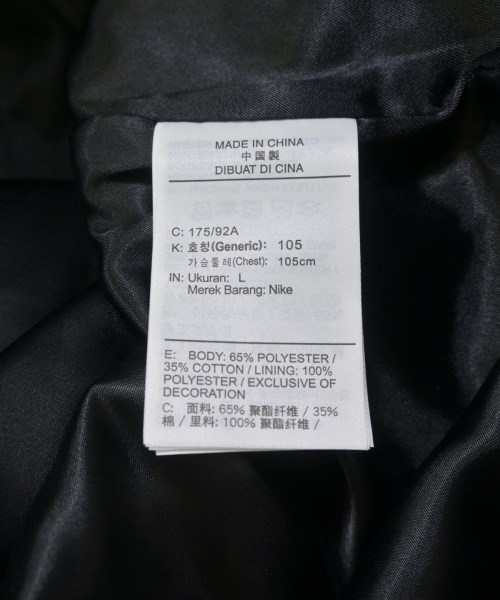 MADE IN CHINA
中国製
DIBUAT DI CINA
C: 175/92A
K: 호칭(Generic): 105
가슴둘레(Chest): 105cm
IN: Ukuran: L
Merek Barang: Nike
E: BODY: 65% POLYESTER /
35% COTTON / LINING: 100%
POLYESTER / EXCLUSIVE OF
DECORATION
C: 面料: 65% 聚酯纤维 / 35%
棉 / 里料: 100% 聚酯纤维 /